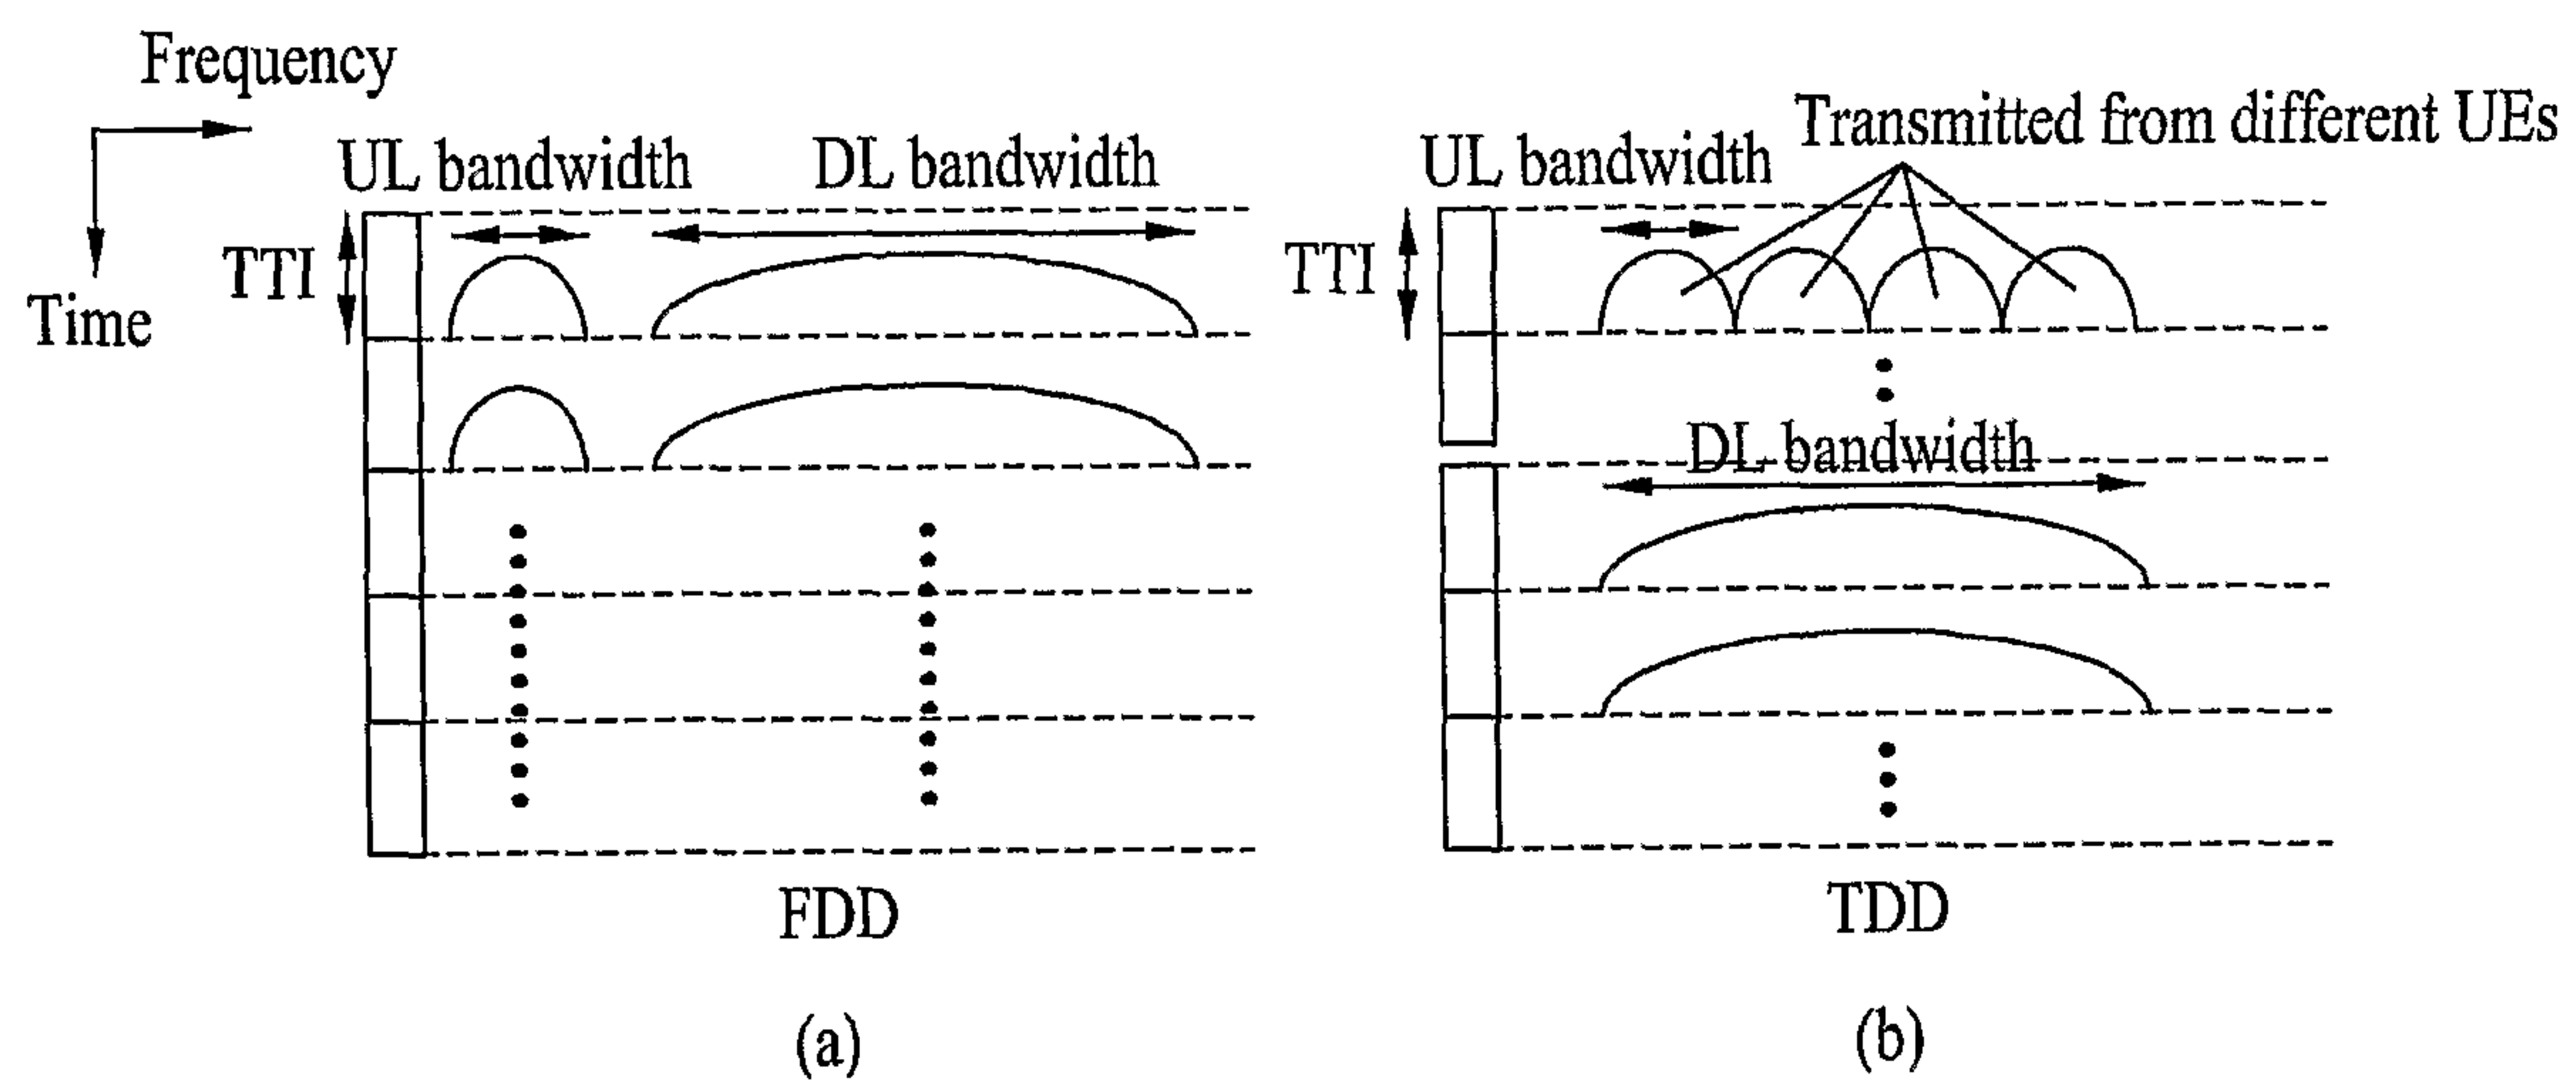 Frequency
Time
UL bandwidth
DL bandwidth
TTI
FDD
(a)
Transmitted from different UEs
UL bandwidth
TTI
DL bandwidth
TDD
(b)